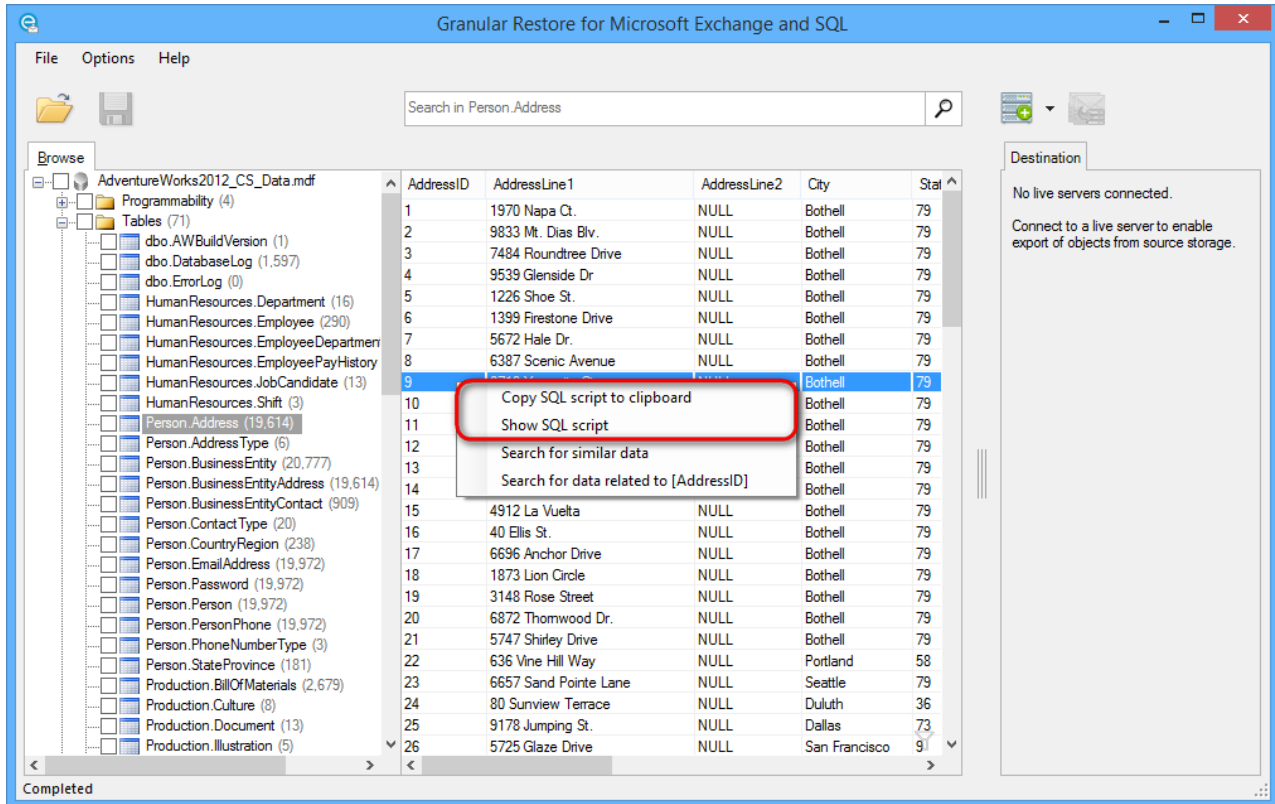 Granular Restore for Microsoft Exchange and SQL
File Options Help
Search in Person.Address
Browse
AdventureWorks2012_CS_Data.mdf
Programmability (4)
Tables (71)
dbo.AWBuildVersion (1)
dbo.DatabaseLog (1,597)
dbo.ErrorLog (0)
HumanResources.Department (16)
HumanResources.Employee (290)
HumanResources.EmployeeDepartment
HumanResources.EmployeePayHistory
HumanResources.JobCandidate (13)
HumanResources.Shift (3)
Person.Address (19,614)
Person.AddressType (6)
Person.BusinessEntity (20,777)
Person.BusinessEntityAddress (19,614)
Person.BusinessEntityContact (909)
Person.ContactType (20)
Person.CountryRegion (238)
Person.EmailAddress (19,972)
Person.Password (19,972)
Person.Person (19,972)
Person.PersonPhone (19,972)
Person.PhoneNumberType (3)
Person.StateProvince (181)
Production.BillOfMaterials (2,679)
Production.Culture (8)
Production.Document (13)
Production.Illustration (5)
AddressID AddressLine1 AddressLine2 City Stat
1 1970 Napa Ct. NULL Bothell 79
2 9833 Mt. Dias Blv. NULL Bothell 79
3 7484 Roundtree Drive NULL Bothell 79
4 9539 Glenside Dr NULL Bothell 79
5 1226 Shoe St. NULL Bothell 79
6 1399 Firestone Drive NULL Bothell 79
7 5672 Hale Dr. NULL Bothell 79
8 6387 Scenic Avenue NULL Bothell 79
9 Bothell 79
10 Bothell 79
11 Bothell 79
12 Bothell 79
13 Bothell 79
14 Bothell 79
15 4912 La Vuelta NULL Bothell 79
16 40 Ellis St. NULL Bothell 79
17 6696 Anchor Drive NULL Bothell 79
18 1873 Lion Circle NULL Bothell 79
19 3148 Rose Street NULL Bothell 79
20 6872 Thornwood Dr. NULL Bothell 79
21 5747 Shirley Drive NULL Bothell 79
22 636 Vine Hill Way NULL Portland 58
23 6657 Sand Pointe Lane NULL Seattle 79
24 80 Sunview Terrace NULL Duluth 36
25 9178 Jumping St. NULL Dallas 73
26 5725 Glaze Drive NULL San Francisco 9
Copy SQL script to clipboard
Show SQL script
Search for similar data
Search for data related to [AddressID]
Destination
No live servers connected.
Connect to a live server to enable
export of objects from source storage.
Completed